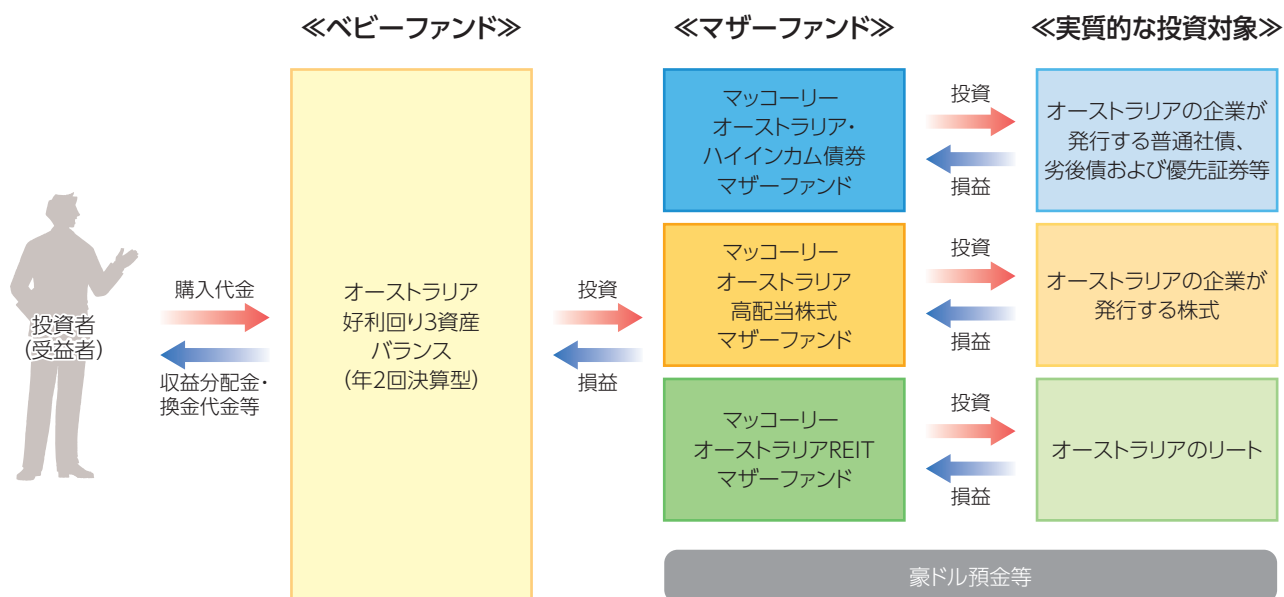 ≪ベビーファンド≫
≪マザーファンド≫
≪実質的な投資対象≫
投資者
(受益者)
購入代金
収益分配金・
換金代金等
オーストラリア
好利回り3資産
バランス
(年2回決算型)
投資
損益
マッコーリー
オーストラリア・
ハイインカム債券
マザーファンド
投資
損益
オーストラリアの企業が
発行する普通社債、
劣後債および優先証券等
マッコーリー
オーストラリア
高配当株式
マザーファンド
投資
損益
オーストラリアの企業が
発行する株式
マッコーリー
オーストラリアREIT
マザーファンド
投資
損益
オーストラリアのリート
豪ドル預金等